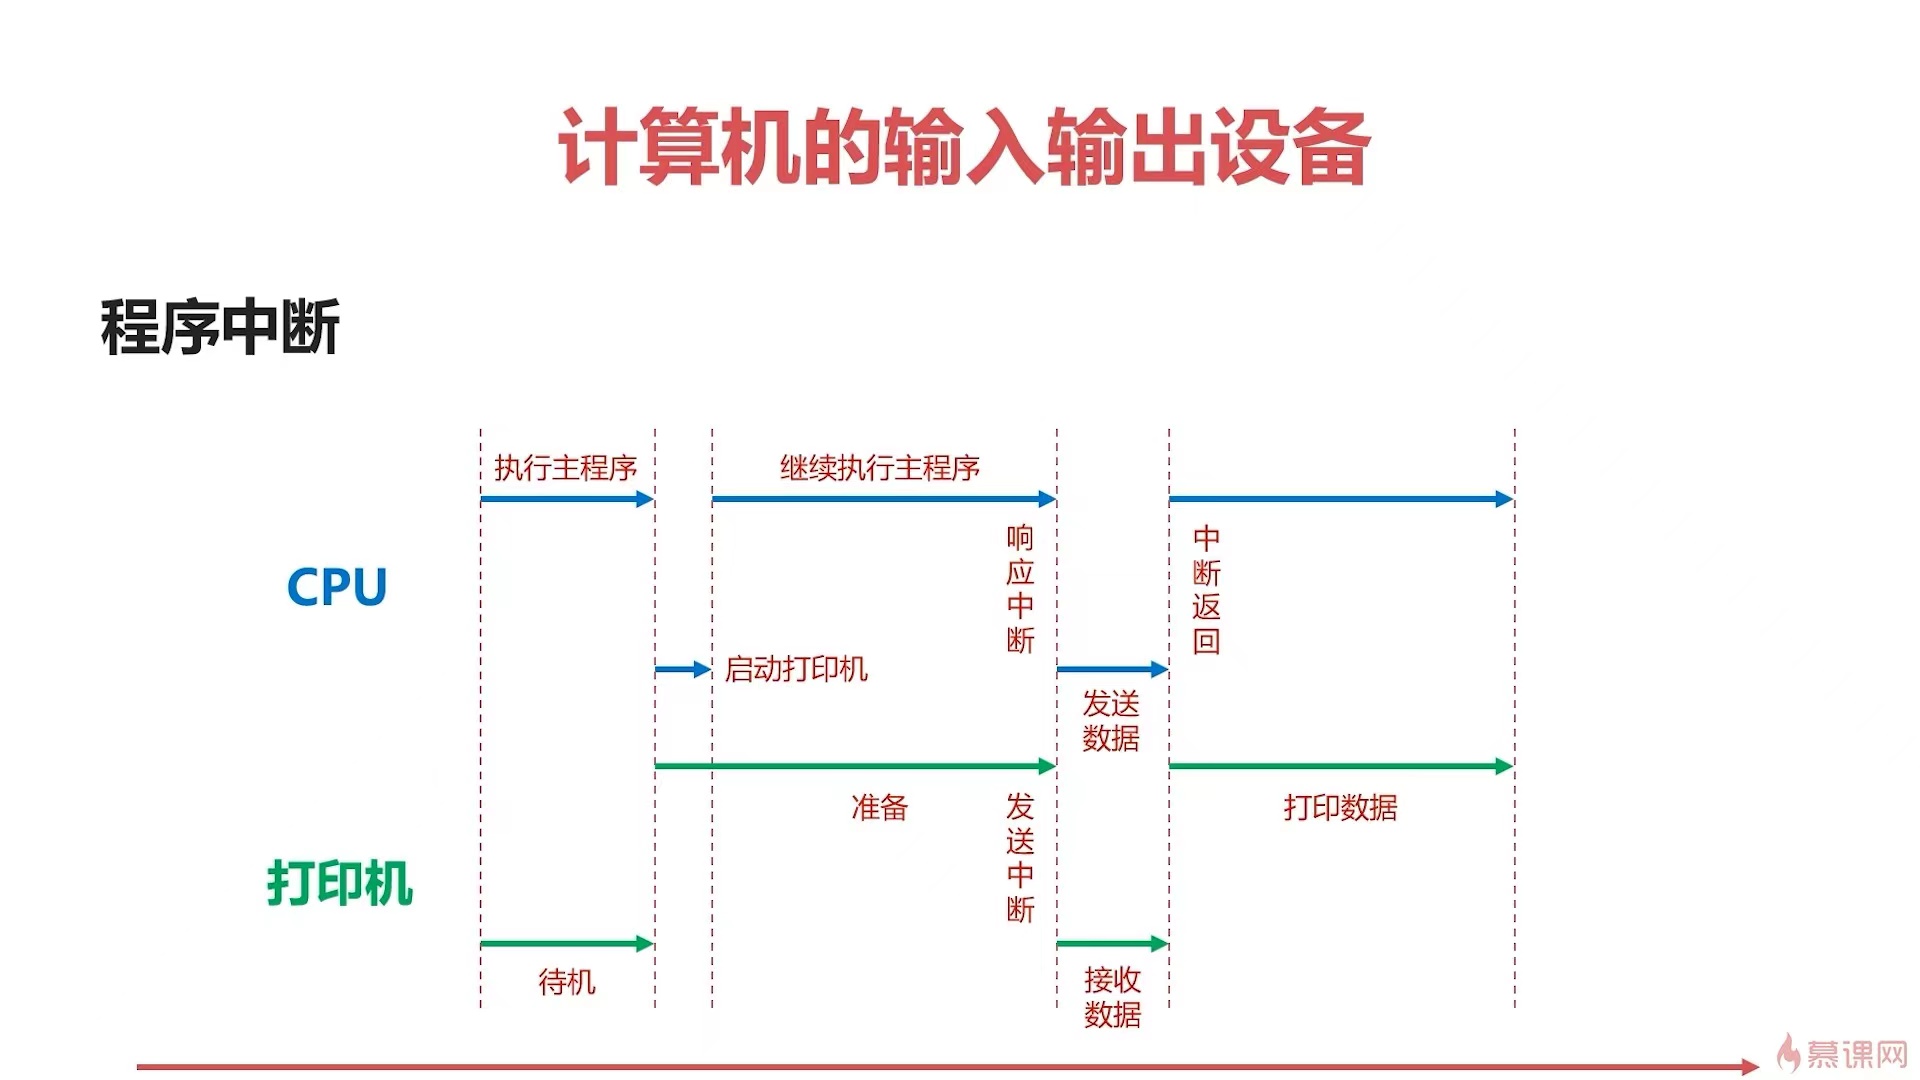 计算机的输入输出设备
程序中断
执行主程序
继续执行主程序
响应中断
中断返回
CPU
启动打印机
发送
数据
准备
发送中断
打印数据
打印机
待机
接收
数据
慕课网